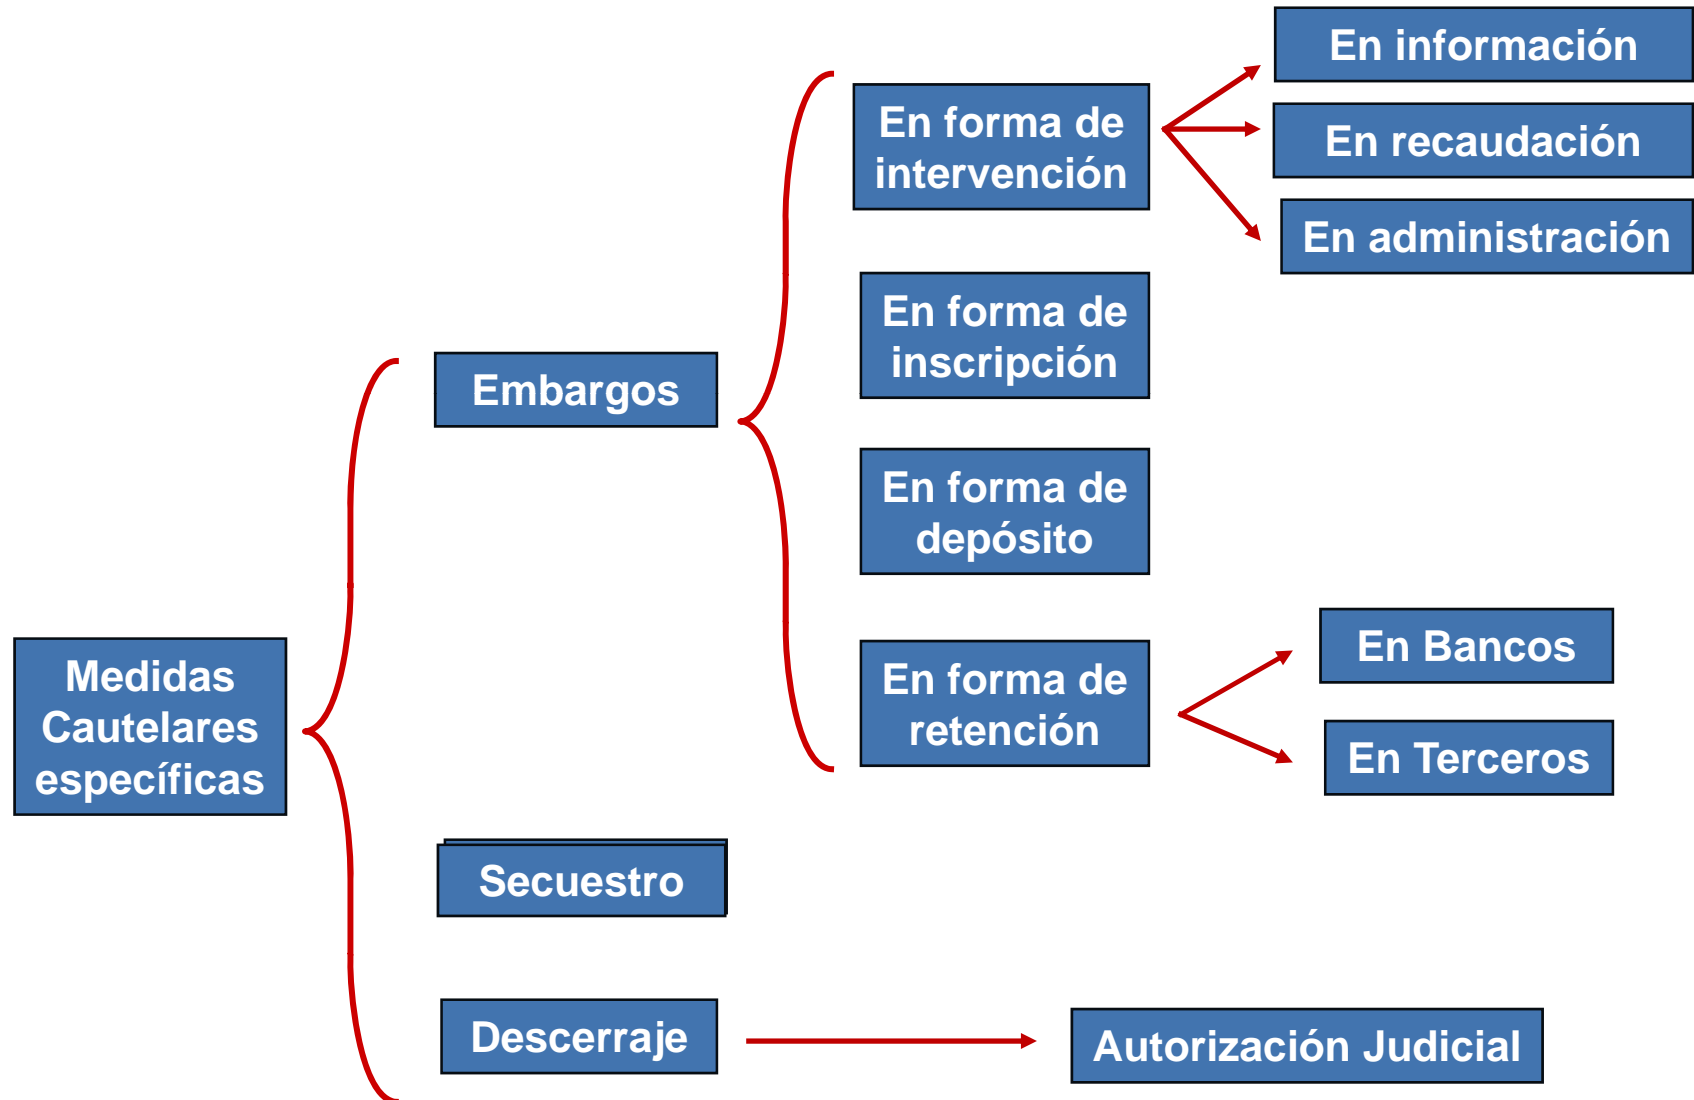 En información
En forma de
intervención
En recaudación
En administración
En forma de
inscripción
Embargos
En forma de
depósito
Medidas
Cautelares
específicas
En forma de
retención
En Bancos
En Terceros
Secuestro
Descerraje
Autorización Judicial